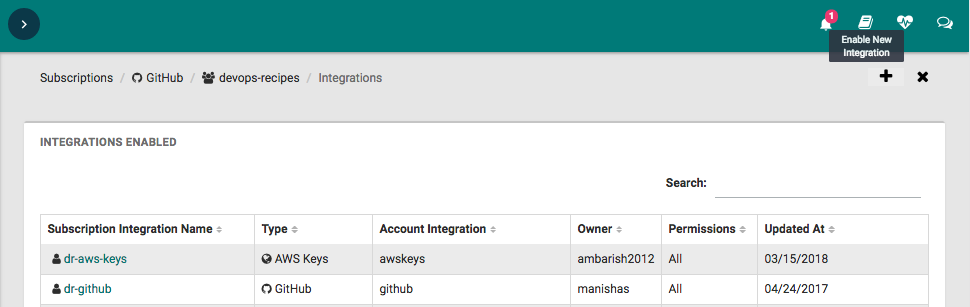 1
Enable New
Integration
Subscriptions / GitHub / devops-recipes / Integrations
INTEGRATIONS ENABLED
Search:
Subscription Integration Name Type Account Integration Owner Permissions Updated At
dr-aws-keys AWS Keys awskeys ambarish2012 All 03/15/2018
dr-github GitHub github manishas All 04/24/2017